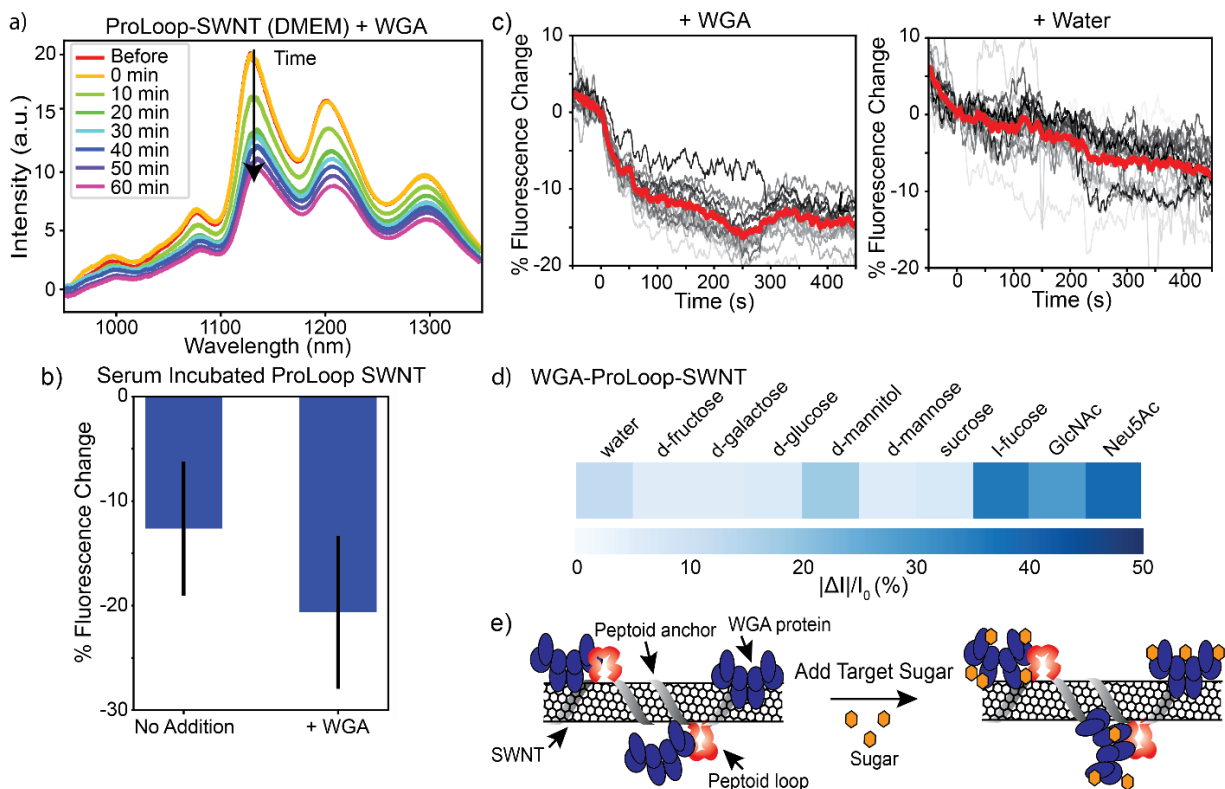 a)
ProLoop-SWNT (DMEM) + WGA
Before
0 min
10 min
20 min
30 min
40 min
50 min
60 min
Time
Intensity (a.u.)
20
15
10
5
0
1000 1100 1200 1300
Wavelength (nm)
c)
+ WGA
% Fluorescence Change
0
-10
-20
0 100 200 300 400
Time (s)
+ Water
% Fluorescence Change
10
0
-10
-20
0 100 200 300 400
Time (s)
b)
Serum Incubated ProLoop SWNT
% Fluorescence Change
0
-10
-20
-30
No Addition + WGA
d) WGA-ProLoop-SWNT
water d-fructose d-galactose d-glucose d-mannitol d-mannose sucrose l-fucose GlcNAc Neu5Ac
0 10 20 30 40 50
|ΔI|/I₀ (%)
e)
Peptoid anchor
WGA protein
Add Target Sugar
Sugar
SWNT
Peptoid loop